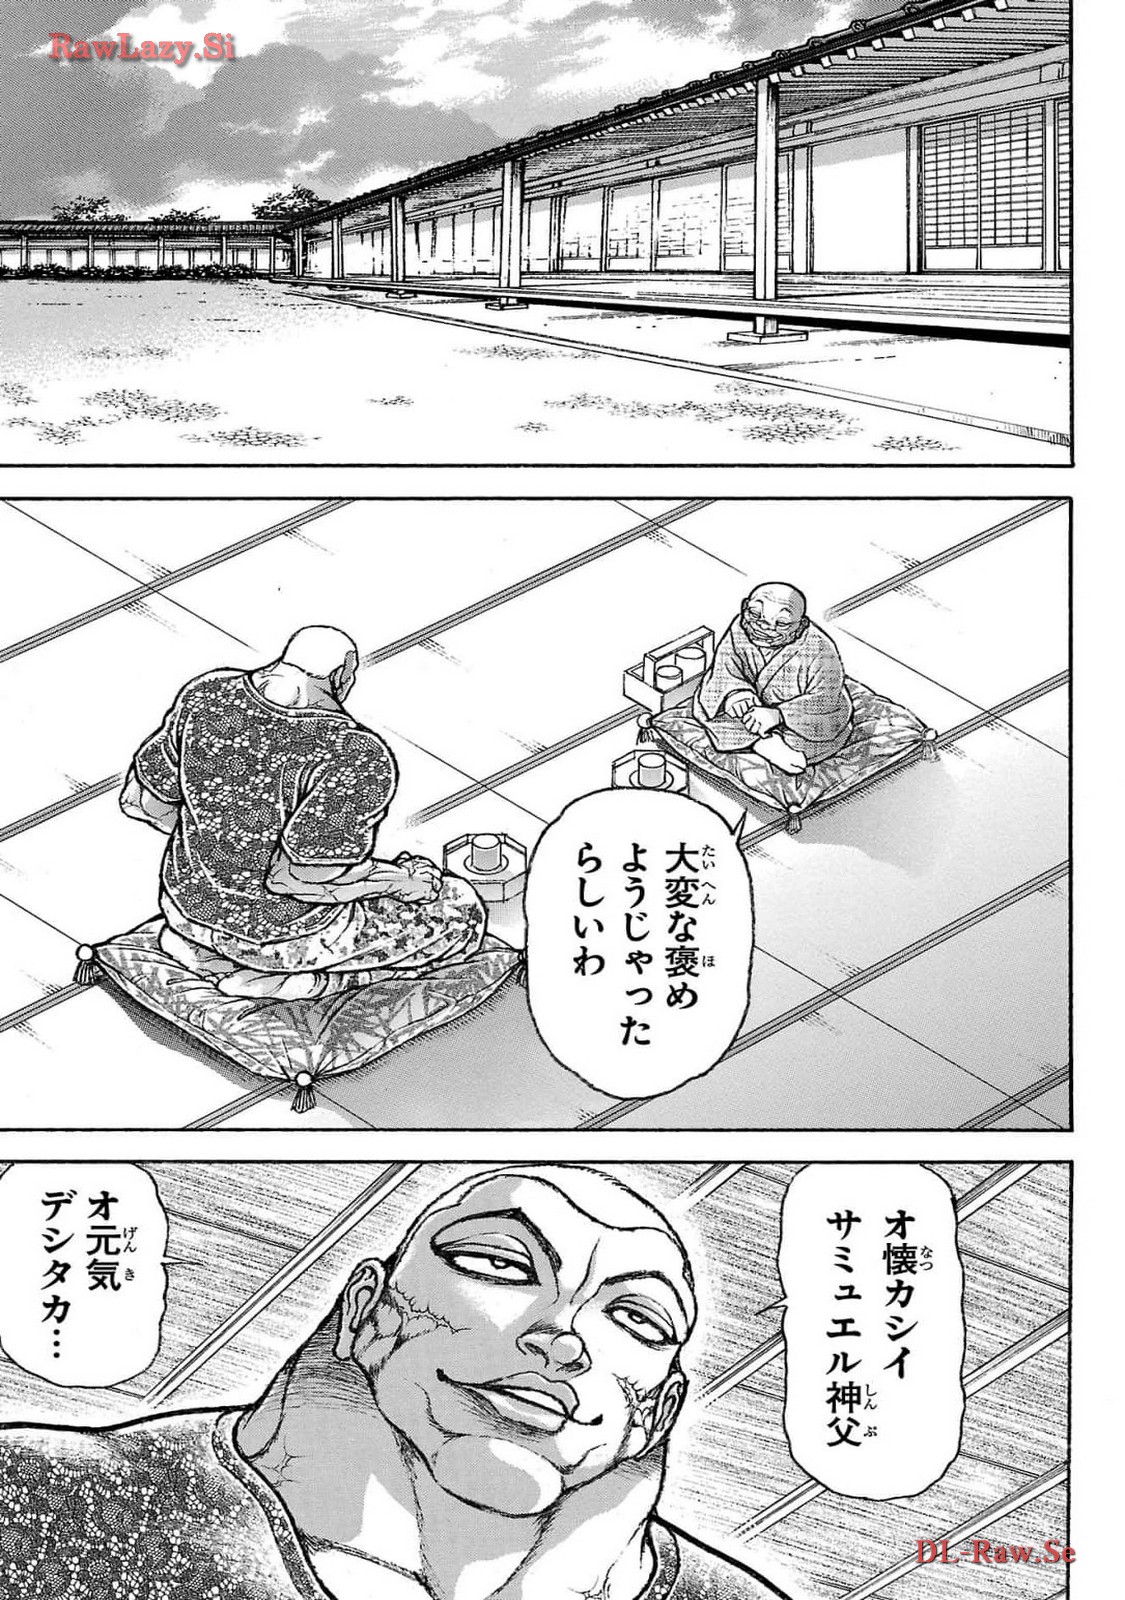 RawLazy.Si
大変な褒め
ようじゃった
らしいわ
オ懐カシイ
サミュエル神父
オ元気
デシタカ…
DL-Raw.Se